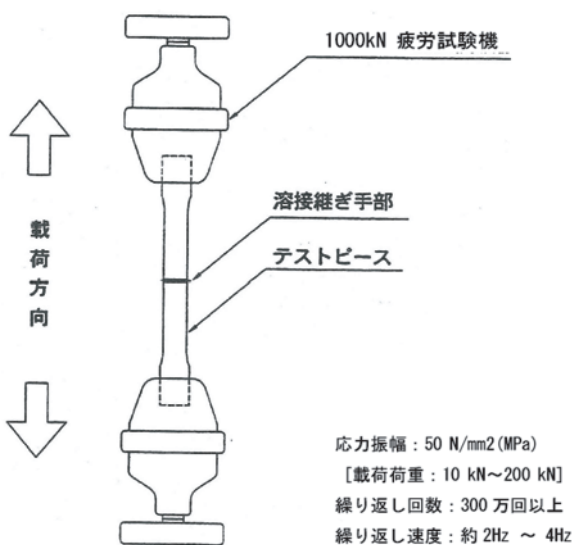 1000kN 疲労試験機
溶接継ぎ手部
テストピース
載荷方向
応力振幅：50 N/mm2(MPa)
［載荷荷重：10 kN～200 kN］
繰り返し回数：300 万回以上
繰り返し速度：約 2Hz ～ 4Hz